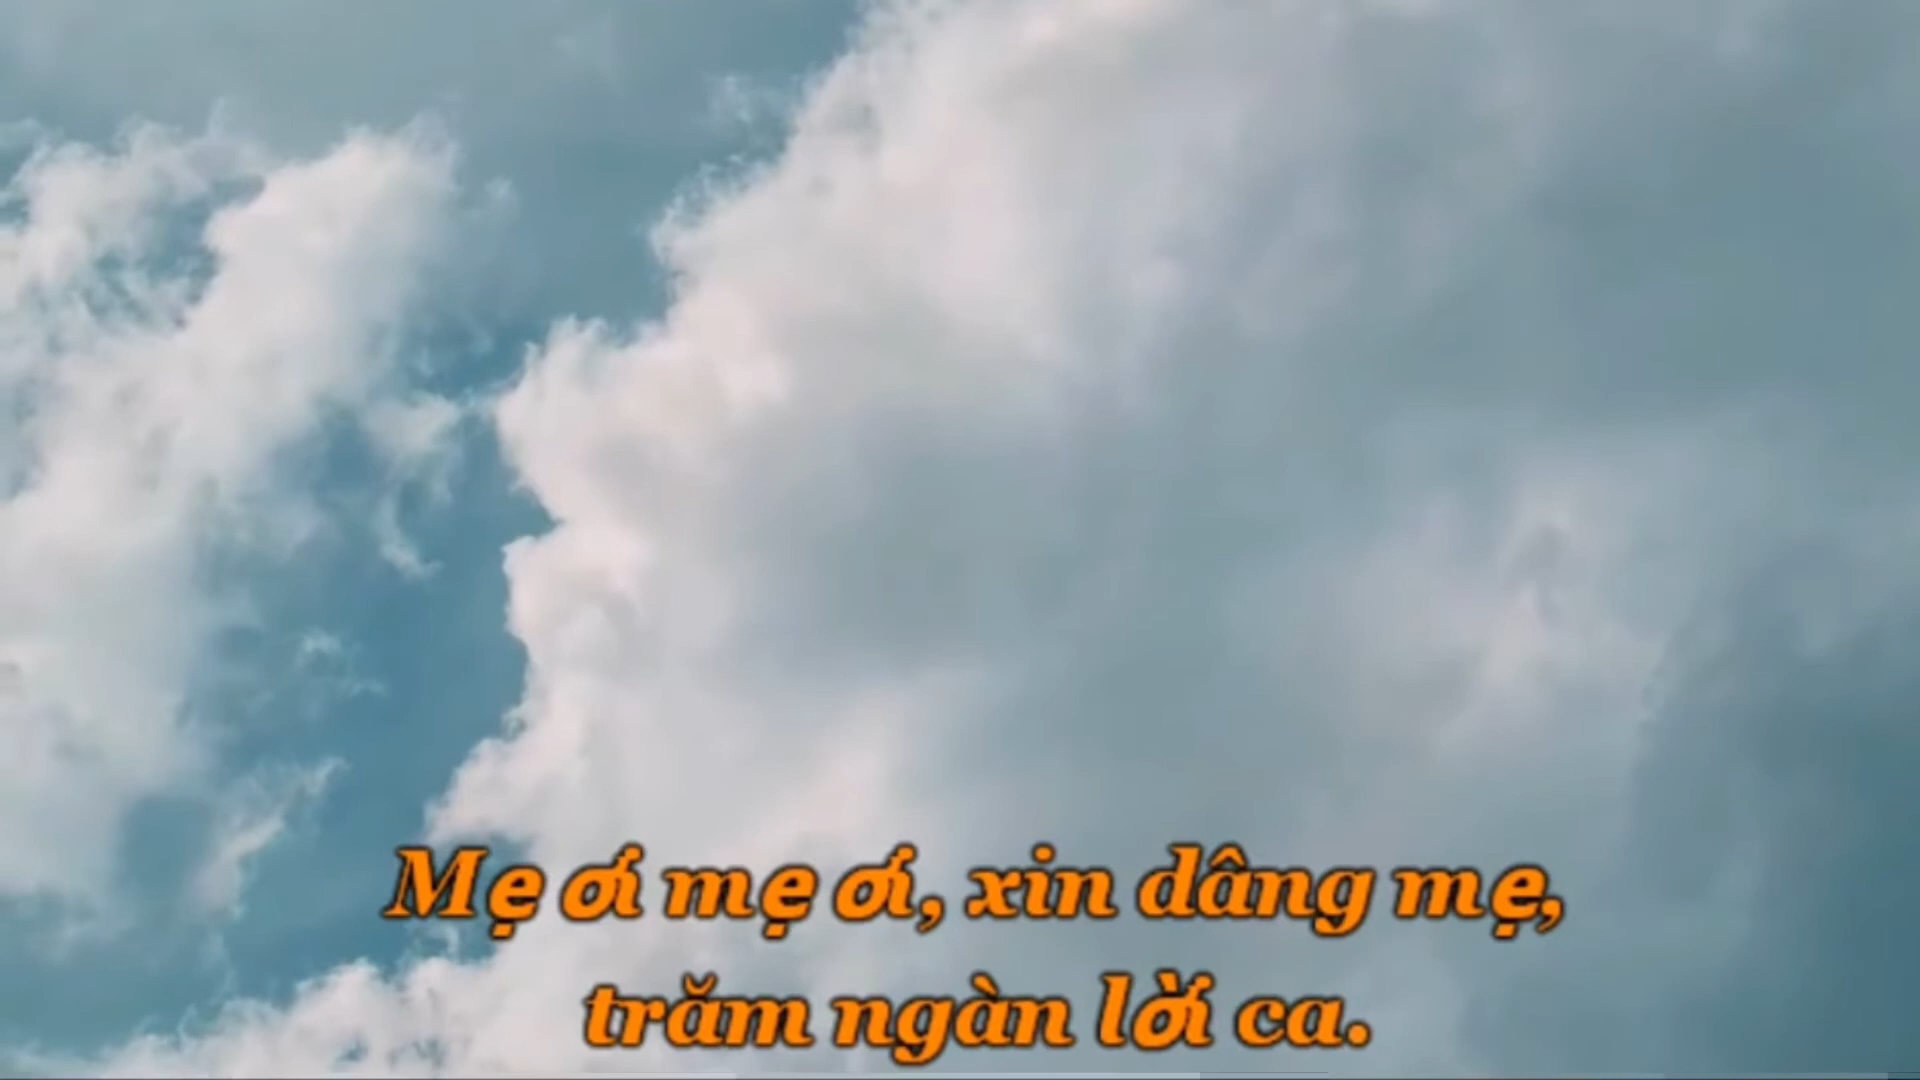 Mẹ ơi mẹ ơi, xin dâng mẹ,
trăm ngàn lời ca.